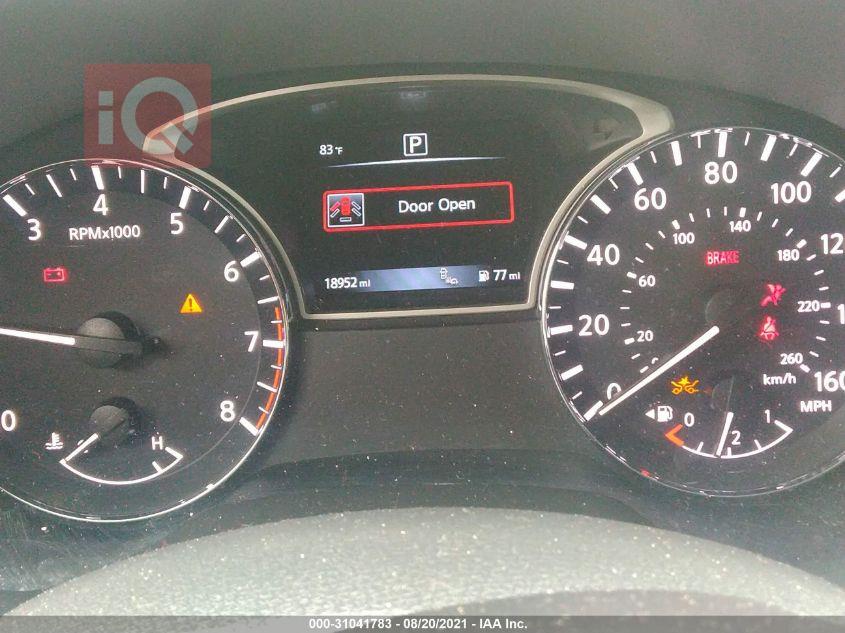 iQ
83 °F P
Door Open
18952 mi 77 mi
0 3 4 5 6 7 8
RPMx1000
H
0 20 40 60 80 100 160
20 60 100 140 180 220 260
BRAKE
km/h
MPH
0 1 2
000-31041783 - 08/20/2021 - IAA Inc.